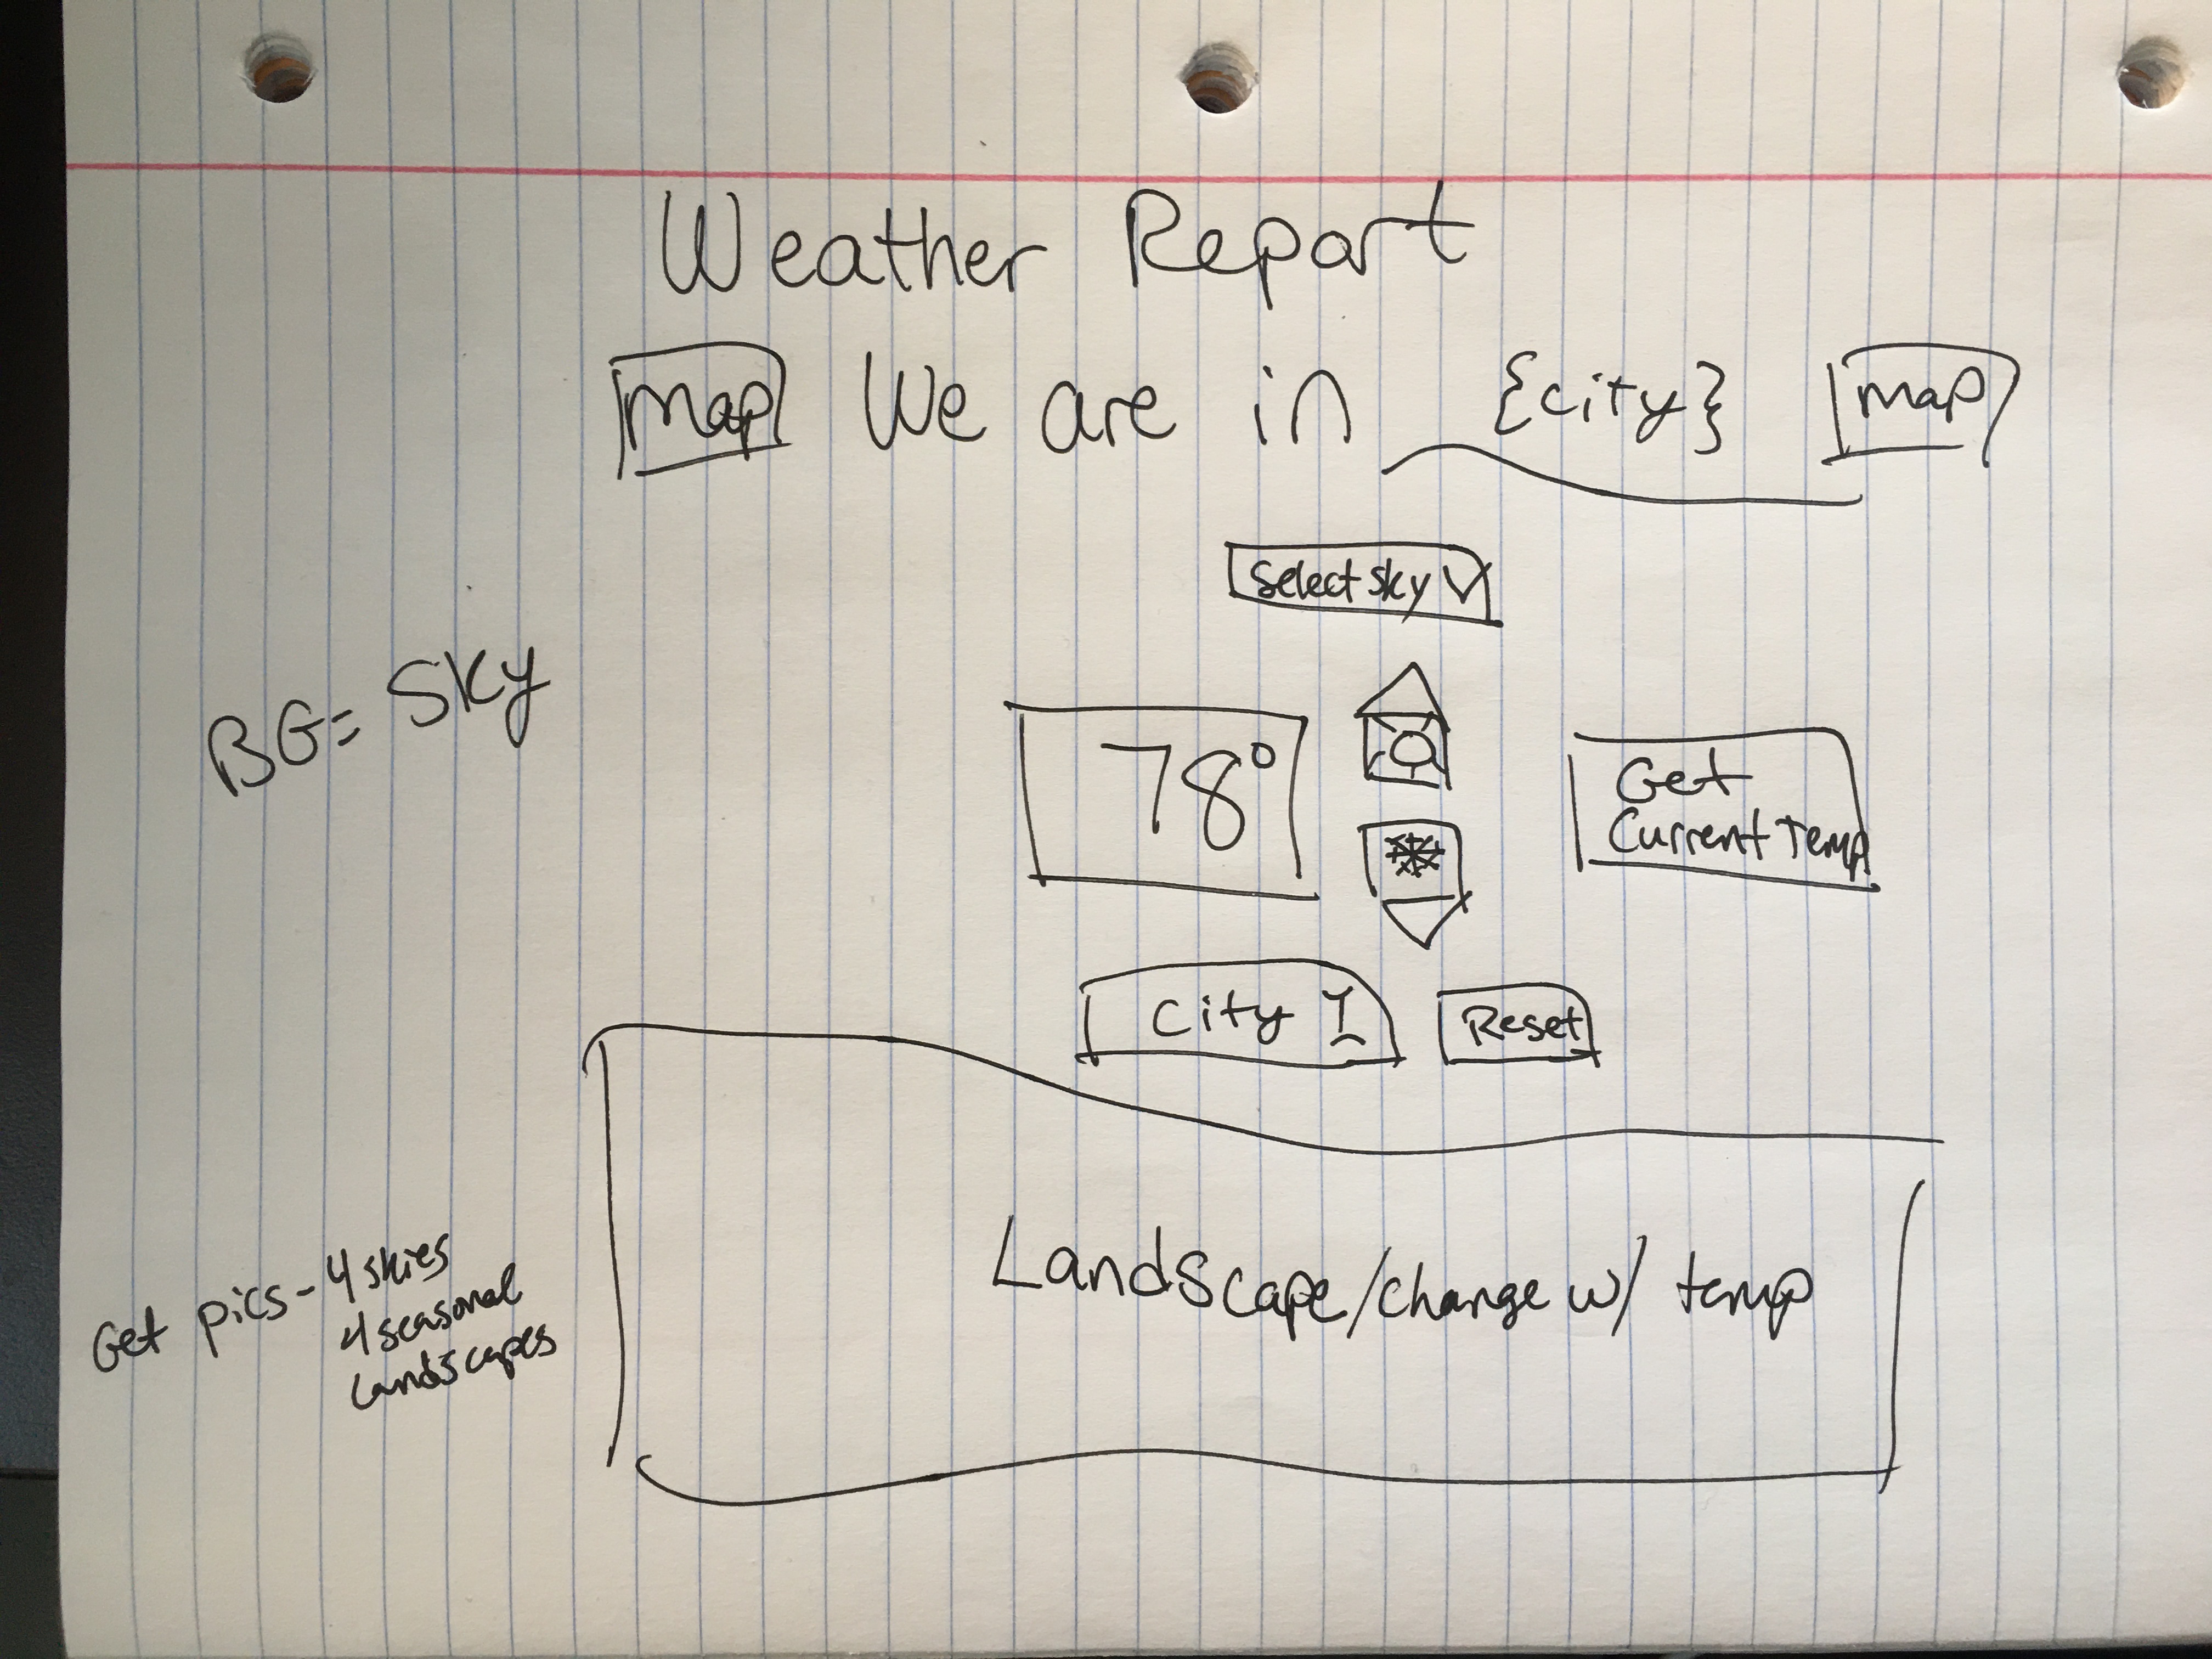 Weather Report
map We are in {city} map
Select sky
BG= Sky
78°
Get
Current Temp
City
Reset
Landscape/change w/ temp
Get pics - 4 skies
4 seasonal
Landscapes